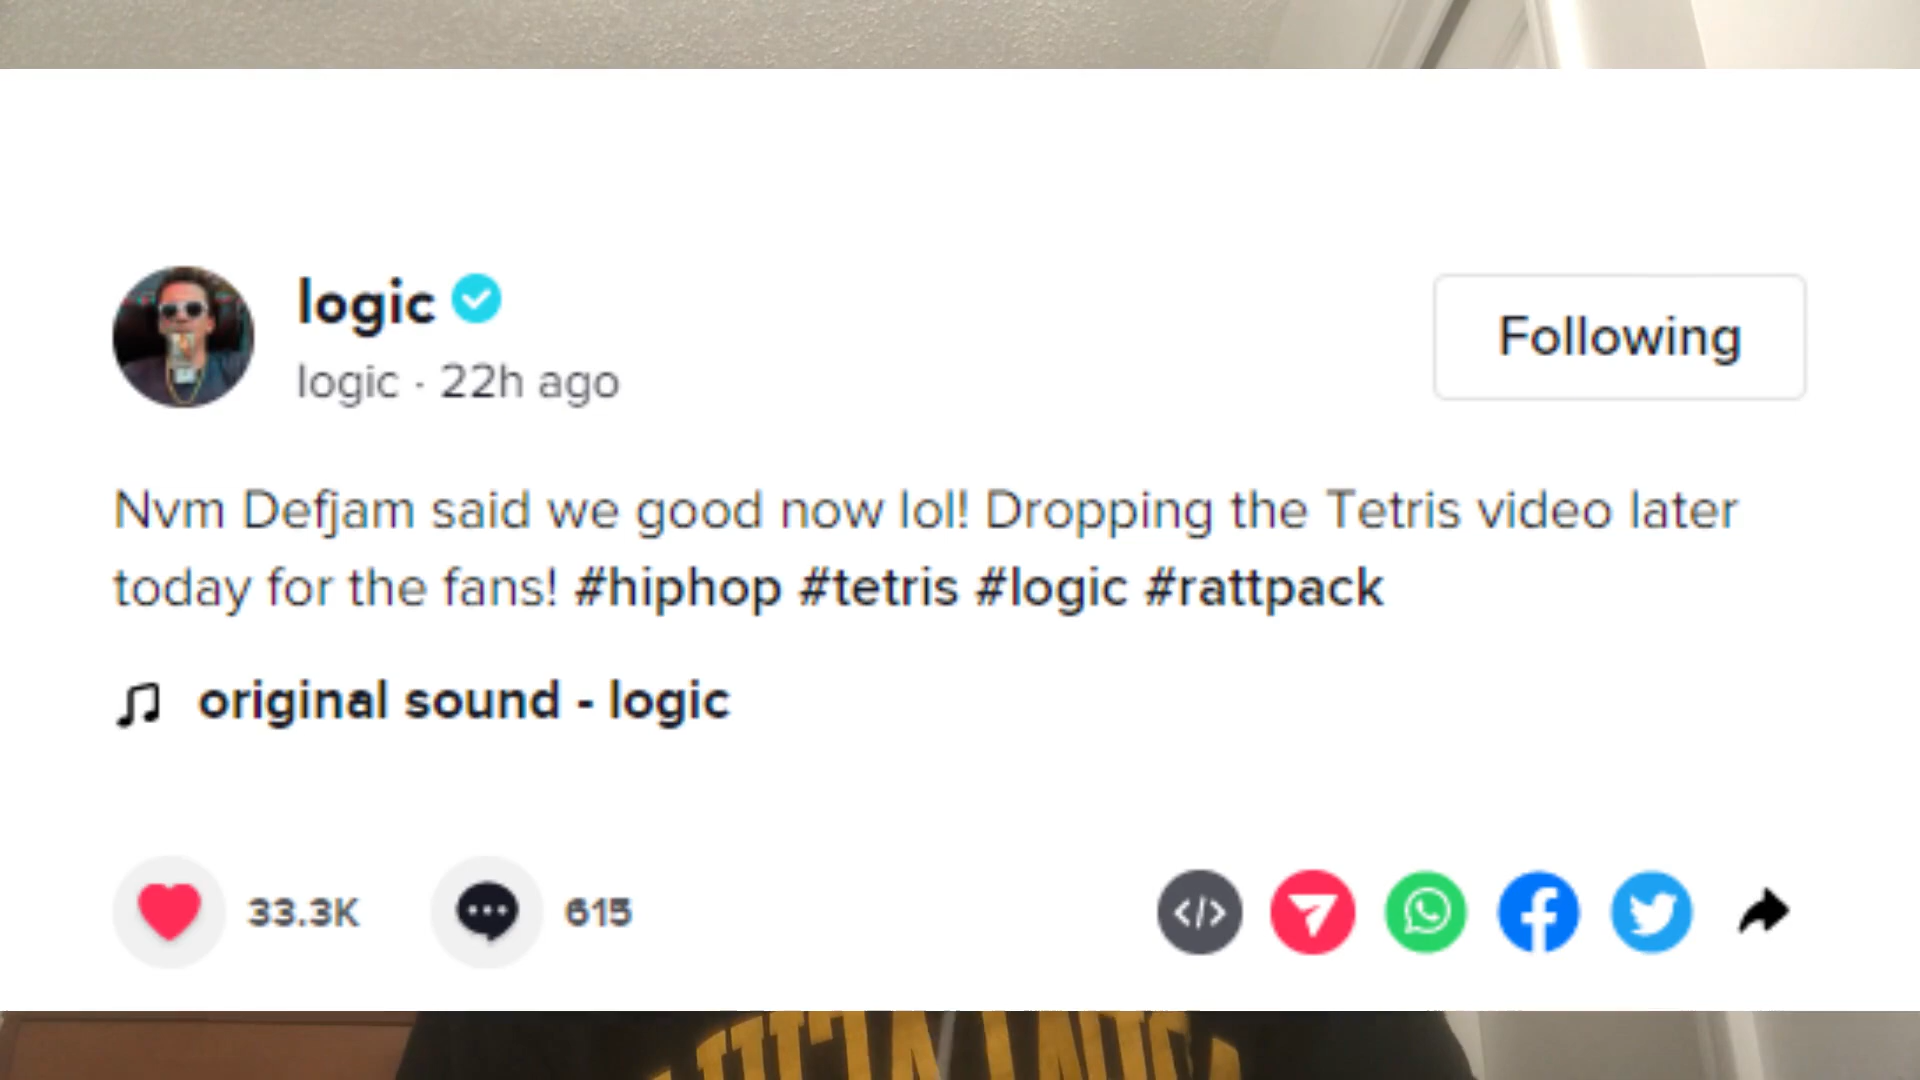 logic
logic · 22h ago
Following
Nvm Defjam said we good now lol! Dropping the Tetris video later
today for the fans! #hiphop #tetris #logic #rattpack
original sound - logic
33.3K
615